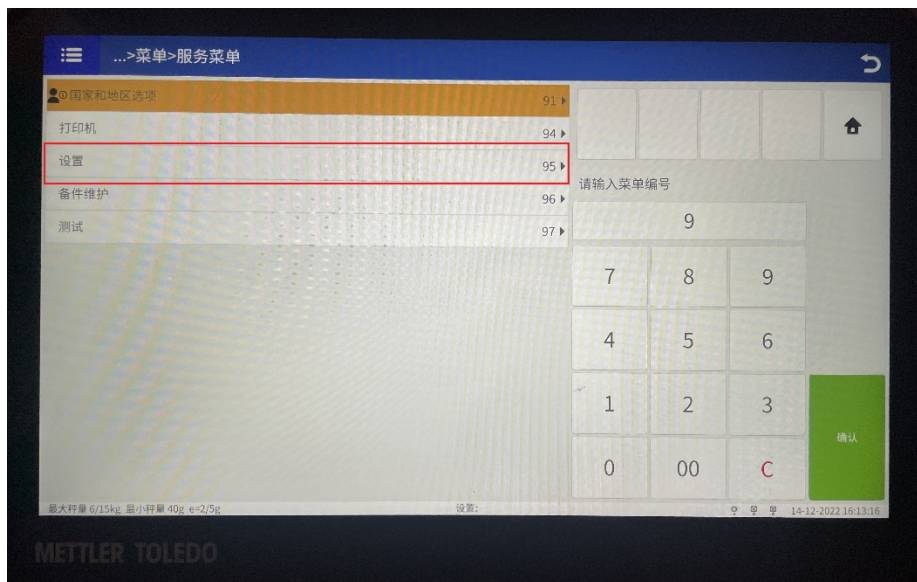 ...>菜单>服务菜单
国家和地区选项 91
打印机 94
设置 95
备件维护 96
测试 97
请输入菜单编号
9
7 8 9
4 5 6
1 2 3
0 00 C
确认
最大秤量 6/15kg 最小秤量 40g e=2/5g 设置: 14-12-2022 16:13:16
METTLER TOLEDO